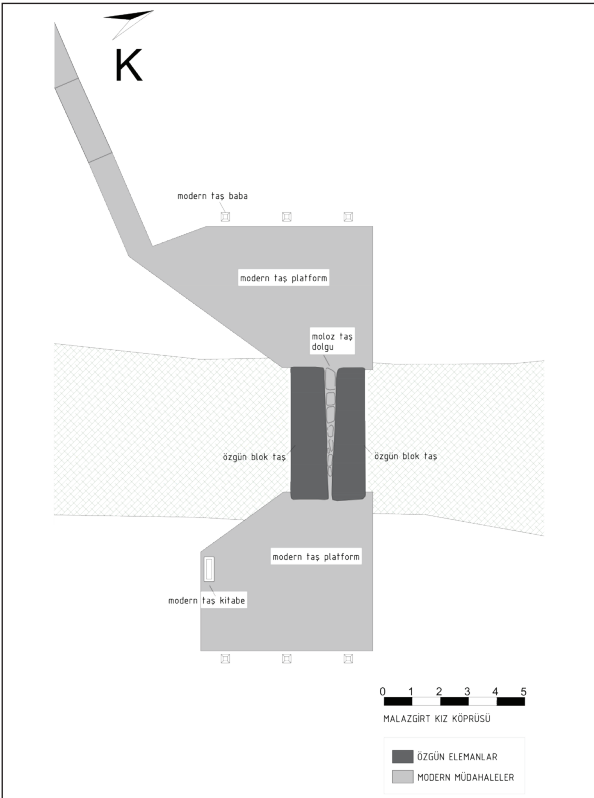 K
modern taş baba
modern taş platform
moloz taş
dolgu
özgün blok taş
özgün blok taş
modern taş platform
modern taş kitabe
0 1 2 3 4 5
MALAZGİRT KIZ KÖPRÜSÜ
ÖZGÜN ELEMANLAR
MODERN MÜDAHALELER